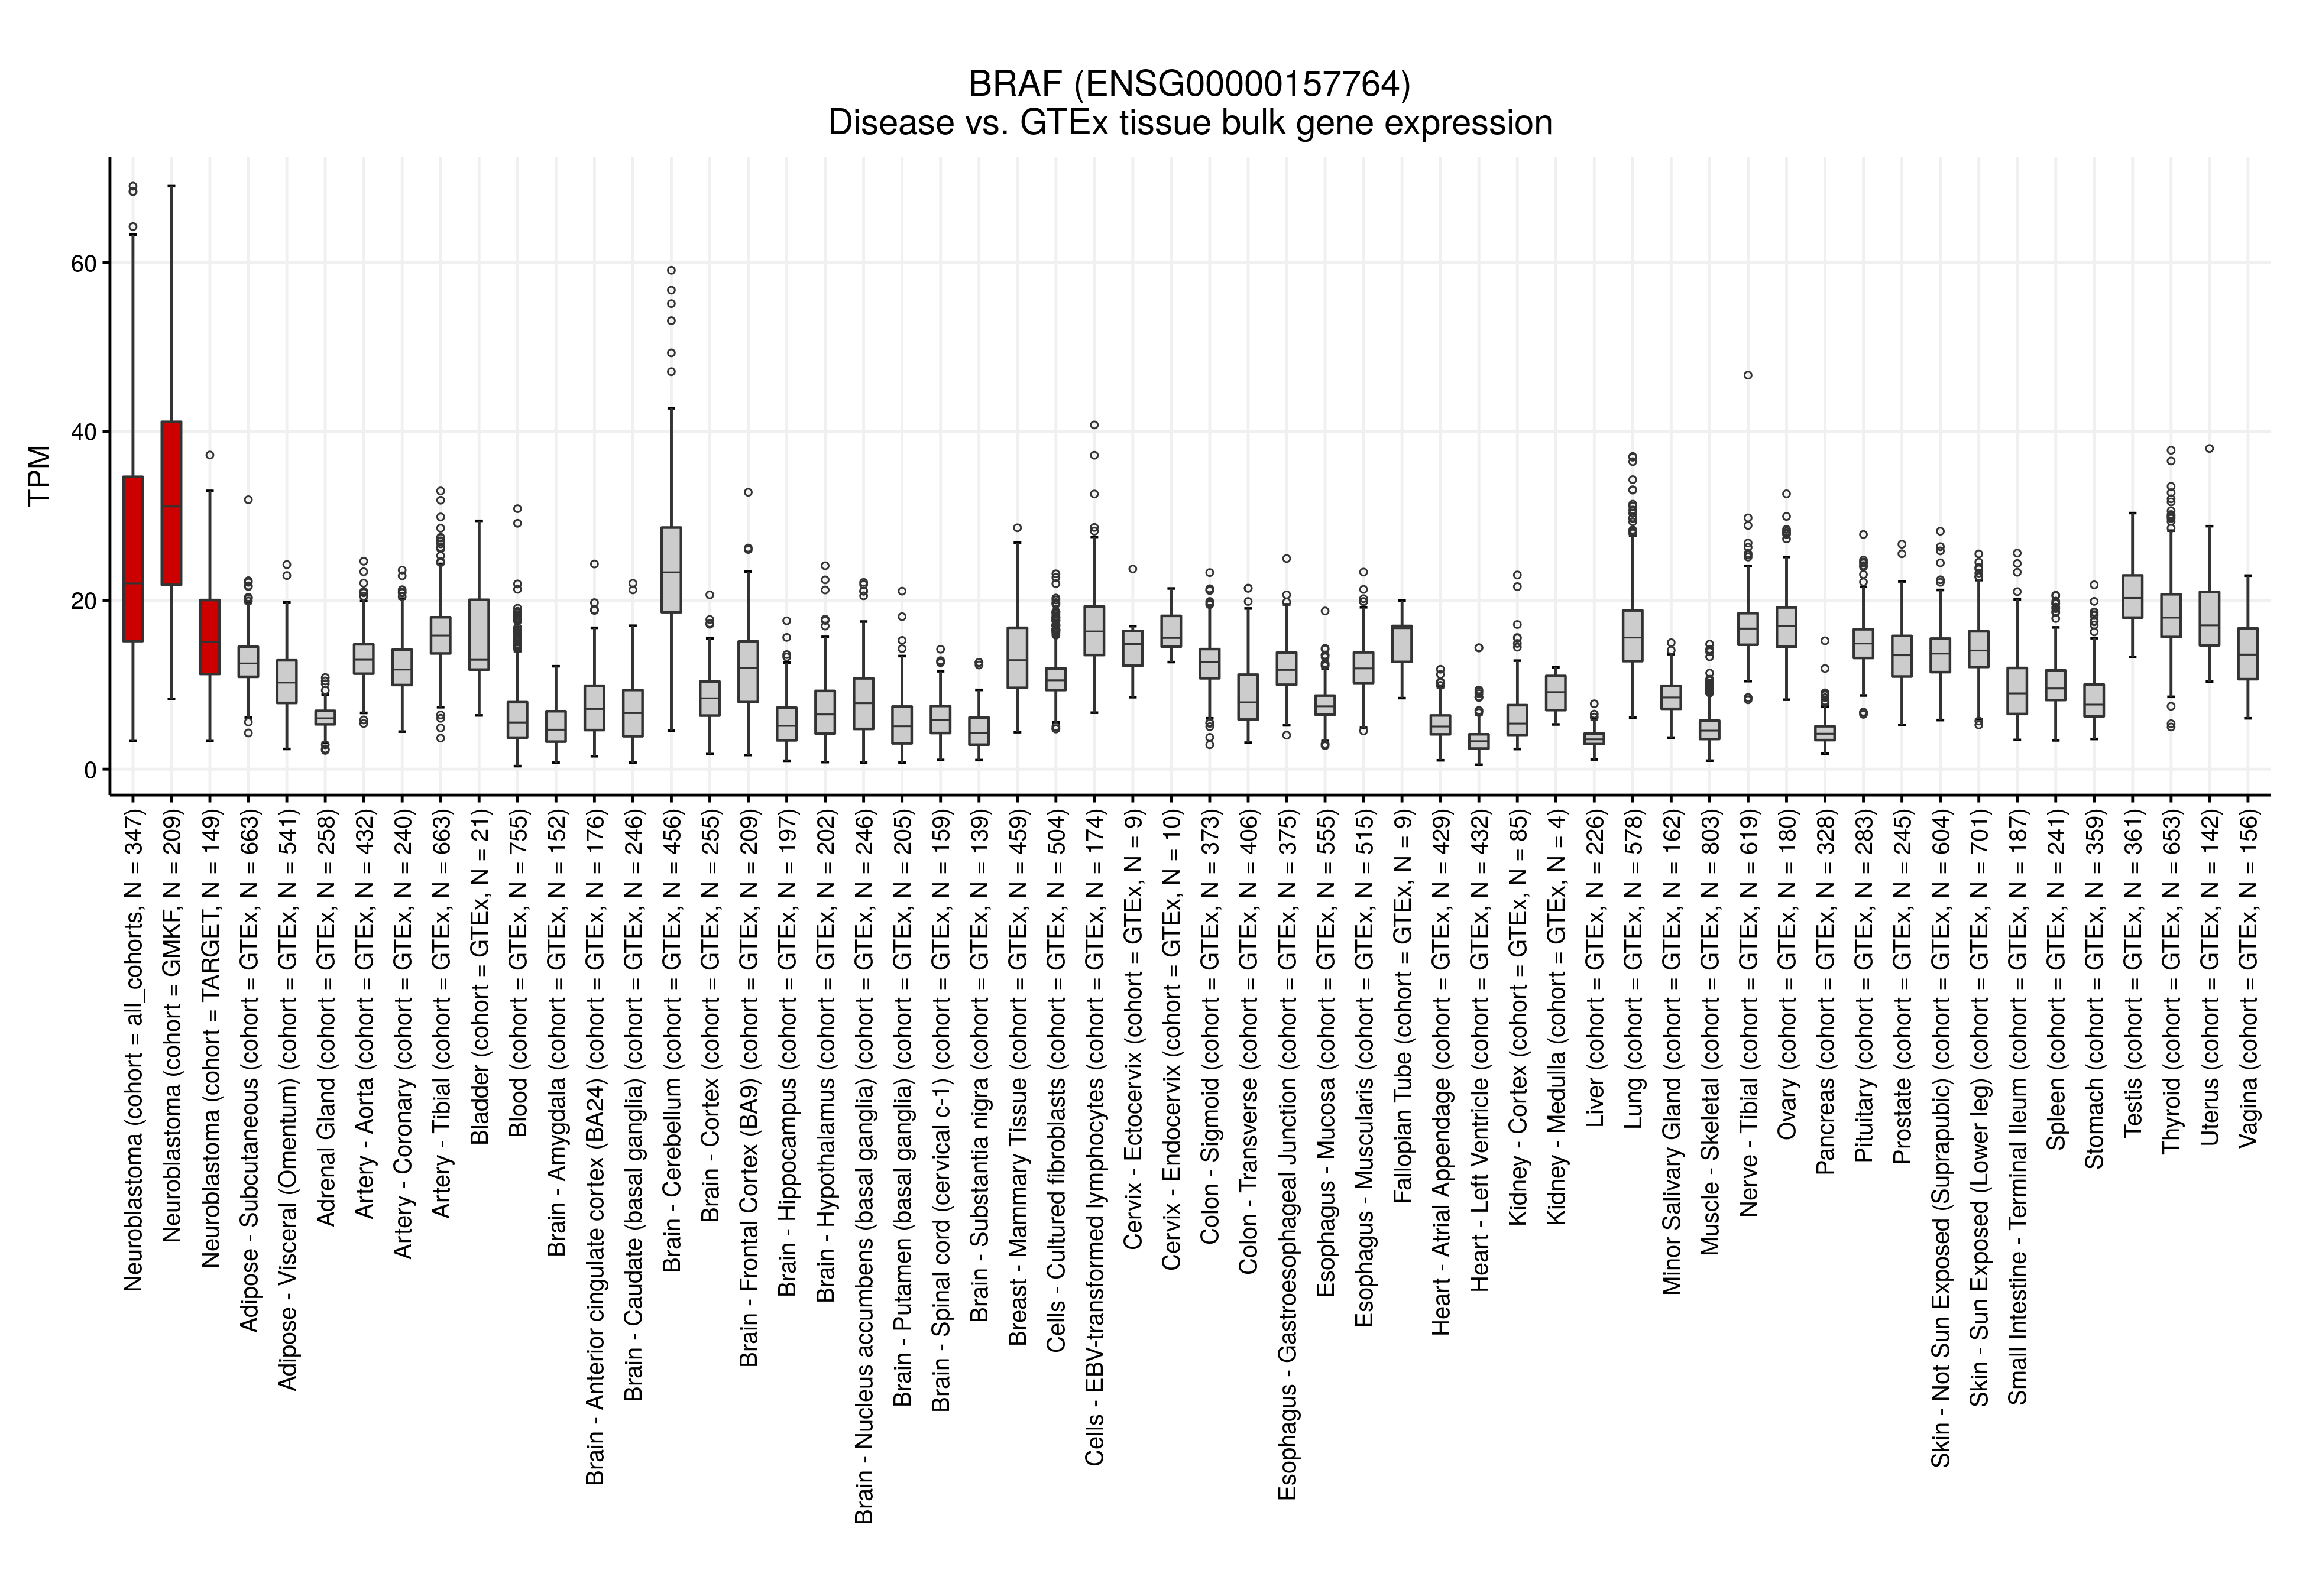 BRAF (ENSG00000157764)
Disease vs. GTEx tissue bulk gene expression
TPM
60
40
20
0
Neuroblastoma (cohort = all_cohorts, N = 347)
Neuroblastoma (cohort = GMKF, N = 209)
Neuroblastoma (cohort = TARGET, N = 149)
Adipose - Subcutaneous (cohort = GTEx, N = 663)
Adipose - Visceral (Omentum) (cohort = GTEx, N = 541)
Adrenal Gland (cohort = GTEx, N = 258)
Artery - Aorta (cohort = GTEx, N = 432)
Artery - Coronary (cohort = GTEx, N = 240)
Artery - Tibial (cohort = GTEx, N = 663)
Bladder (cohort = GTEx, N = 21)
Blood (cohort = GTEx, N = 755)
Brain - Amygdala (cohort = GTEx, N = 152)
Brain - Anterior cingulate cortex (BA24) (cohort = GTEx, N = 176)
Brain - Caudate (basal ganglia) (cohort = GTEx, N = 246)
Brain - Cerebellum (cohort = GTEx, N = 456)
Brain - Cortex (cohort = GTEx, N = 255)
Brain - Frontal Cortex (BA9) (cohort = GTEx, N = 209)
Brain - Hippocampus (cohort = GTEx, N = 197)
Brain - Hypothalamus (cohort = GTEx, N = 202)
Brain - Nucleus accumbens (basal ganglia) (cohort = GTEx, N = 246)
Brain - Putamen (basal ganglia) (cohort = GTEx, N = 205)
Brain - Spinal cord (cervical c-1) (cohort = GTEx, N = 159)
Brain - Substantia nigra (cohort = GTEx, N = 139)
Breast - Mammary Tissue (cohort = GTEx, N = 459)
Cells - Cultured fibroblasts (cohort = GTEx, N = 504)
Cells - EBV-transformed lymphocytes (cohort = GTEx, N = 174)
Cervix - Ectocervix (cohort = GTEx, N = 9)
Cervix - Endocervix (cohort = GTEx, N = 10)
Colon - Sigmoid (cohort = GTEx, N = 373)
Colon - Transverse (cohort = GTEx, N = 406)
Esophagus - Gastroesophageal Junction (cohort = GTEx, N = 375)
Esophagus - Mucosa (cohort = GTEx, N = 555)
Esophagus - Muscularis (cohort = GTEx, N = 515)
Fallopian Tube (cohort = GTEx, N = 9)
Heart - Atrial Appendage (cohort = GTEx, N = 429)
Heart - Left Ventricle (cohort = GTEx, N = 432)
Kidney - Cortex (cohort = GTEx, N = 85)
Kidney - Medulla (cohort = GTEx, N = 4)
Liver (cohort = GTEx, N = 226)
Lung (cohort = GTEx, N = 578)
Minor Salivary Gland (cohort = GTEx, N = 162)
Muscle - Skeletal (cohort = GTEx, N = 803)
Nerve - Tibial (cohort = GTEx, N = 619)
Ovary (cohort = GTEx, N = 180)
Pancreas (cohort = GTEx, N = 328)
Pituitary (cohort = GTEx, N = 283)
Prostate (cohort = GTEx, N = 245)
Skin - Not Sun Exposed (Suprapubic) (cohort = GTEx, N = 604)
Skin - Sun Exposed (Lower leg) (cohort = GTEx, N = 701)
Small Intestine - Terminal Ileum (cohort = GTEx, N = 187)
Spleen (cohort = GTEx, N = 241)
Stomach (cohort = GTEx, N = 359)
Testis (cohort = GTEx, N = 361)
Thyroid (cohort = GTEx, N = 653)
Uterus (cohort = GTEx, N = 142)
Vagina (cohort = GTEx, N = 156)